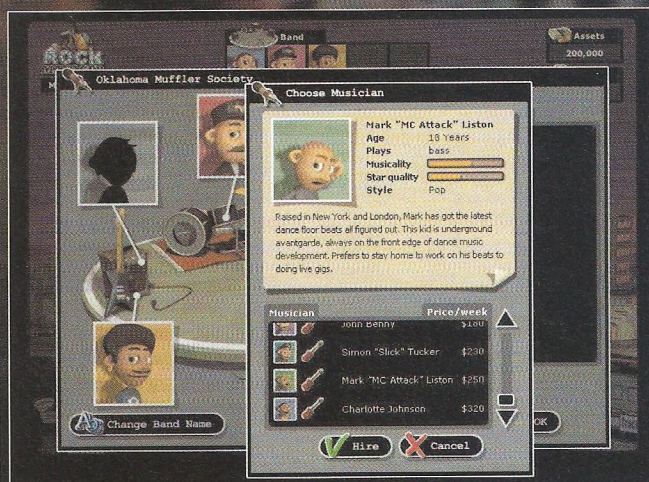 ROCK
Band
Assets
200,000
Oklahoma Muffler Society
Choose Musician
Mark "MC Attack" Liston
Age 18 Years
Plays bass
Musicality
Star quality
Style Pop
Raised in New York and London, Mark has got the latest
dance floor beats all figured out. This kid is underground
avantgarde, always on the front edge of dance music
development. Prefers to stay home to work on his beats to
doing live gigs.
Musician Price/week
John Benny $180
Simon "Slick" Tucker $230
Mark "MC Attack" Liston $250
Charlotte Johnson $320
Change Band Name
Hire
Cancel
OK